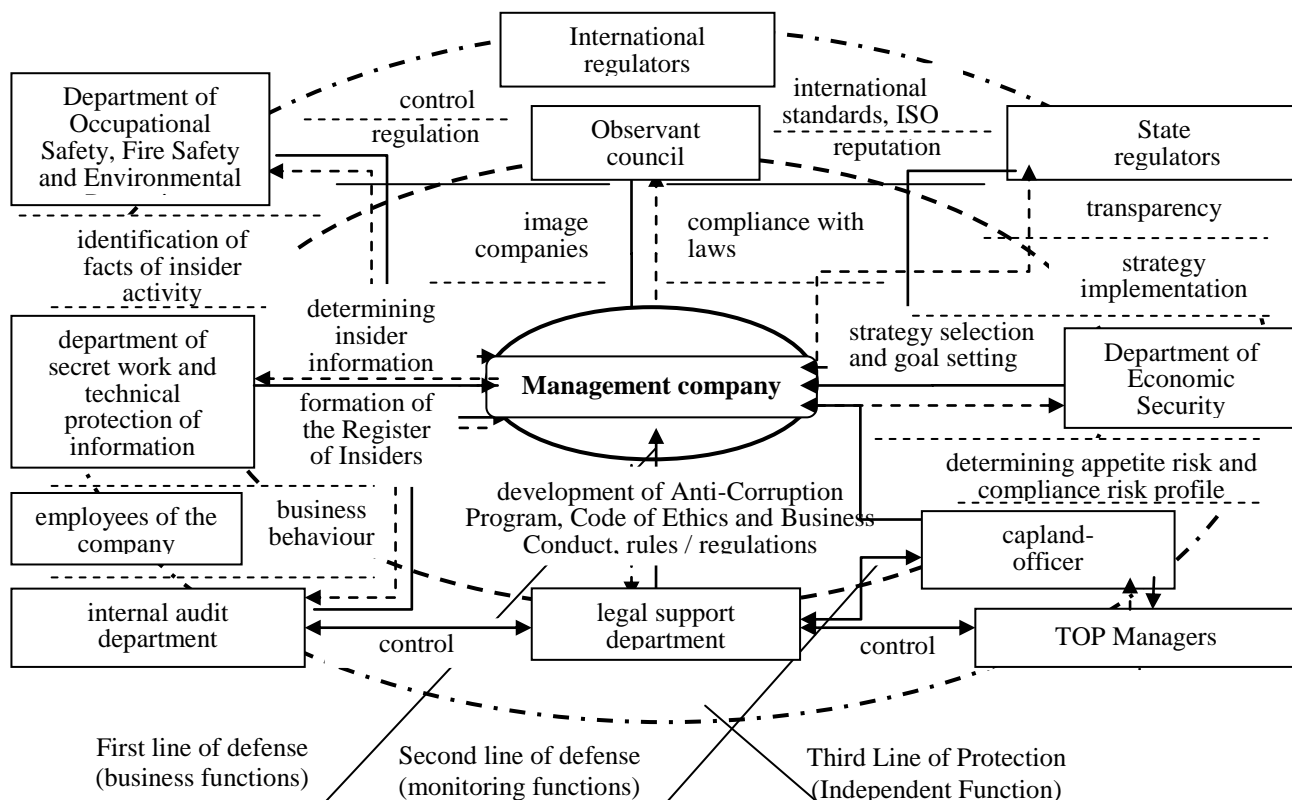 International
regulators
Department of
Occupational
Safety, Fire Safety
and Environmental
control
regulation
international
standards, ISO
reputation
Observant
council
State
regulators
transparency
image
companies
compliance with
laws
identification of
facts of insider
activity
strategy
implementation
determining
insider
information
strategy selection
and goal setting
department of
secret work and
technical
protection of
information
Management company
Department of
Economic
Security
formation of
the Register
of Insiders
determining appetite risk and
compliance risk profile
development of Anti-Corruption
Program, Code of Ethics and Business
Conduct, rules / regulations
employees of the
company
business
behaviour
capland-
officer
internal audit
department
control
legal support
department
control
TOP Managers
First line of defense
(business functions)
Second line of defense
(monitoring functions)
Third Line of Protection
(Independent Function)